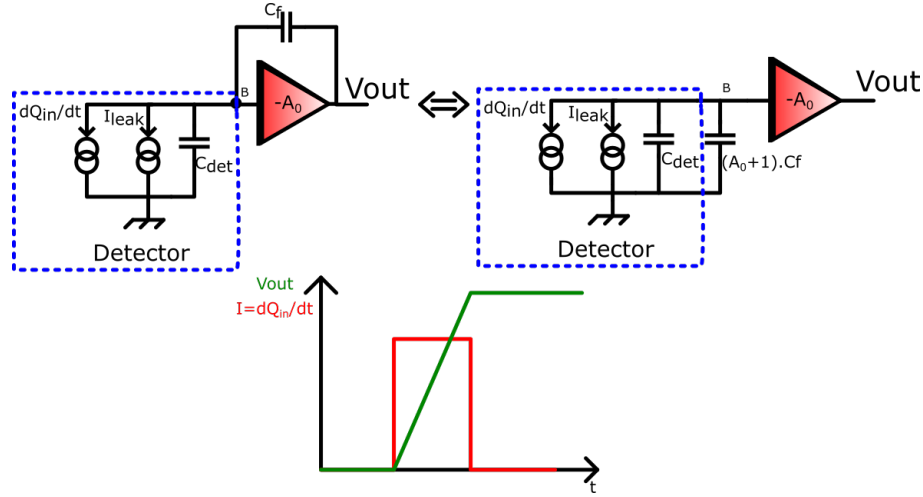 Cf
B
-A0
Vout
dQin/dt
Ileak
Cdet
Detector
B
-A0
Vout
dQin/dt
Ileak
Cdet
(A0+1).Cf
Detector
Vout
I=dQin/dt
t